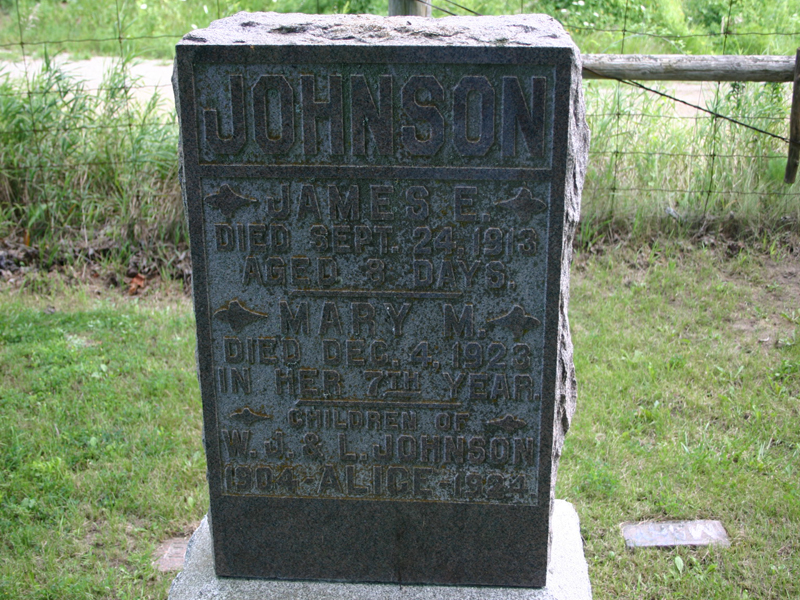 JOHNSON
JAMES E.
DIED SEPT. 24, 1913
AGED 3 DAYS.
MARY M.
DIED DEC. 4, 1923
IN HER 7TH YEAR.
CHILDREN OF
W. J. & L. JOHNSON
1904-ALICE-1924